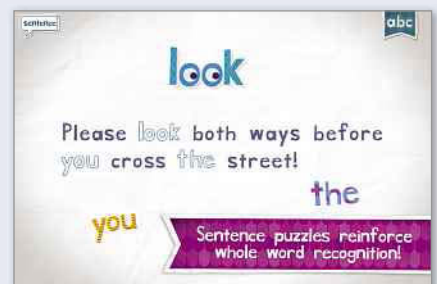 sentence
abc
look
Please look both ways before
you cross the street!
the
you
Sentence puzzles reinforce
whole word recognition!